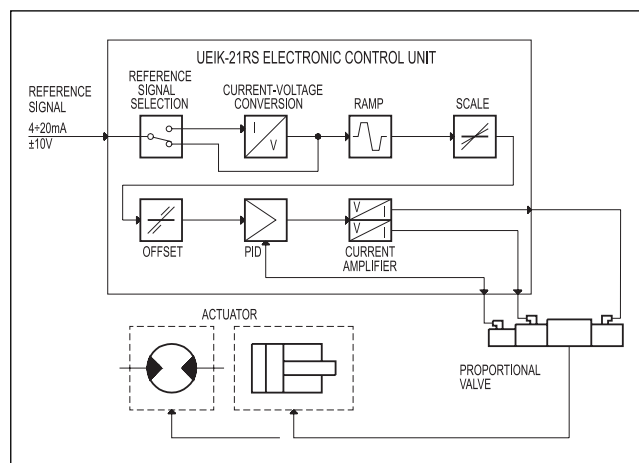 UEIK-21RS ELECTRONIC CONTROL UNIT
REFERENCE
SIGNAL
4÷20mA
±10V
REFERENCE
SIGNAL
SELECTION
CURRENT-VOLTAGE
CONVERSION
RAMP
SCALE
I
V
OFFSET
PID
V
I
V
I
CURRENT
AMPLIFIER
ACTUATOR
PROPORTIONAL
VALVE